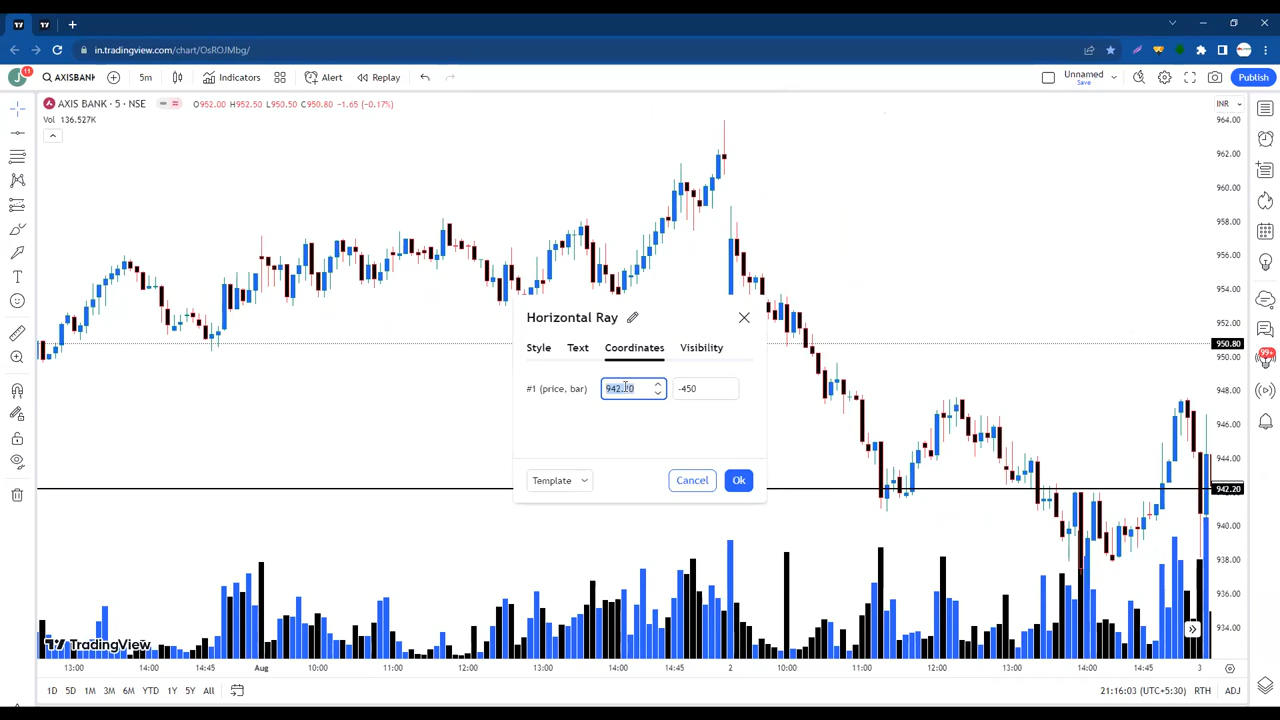 in.tradingview.com/chart/OsROJMbg/
J
11
AXISBANK
5m
Indicators
Alert
Replay
Unnamed
Save
Publish
AXIS BANK · 5 · NSE
O952.00 H952.50 L950.50 C950.80 -1.65 (-0.17%)
INR
Vol 136.527K
964.00
962.00
960.00
958.00
956.00
954.00
952.00
950.80
950.00
948.00
946.00
944.00
942.20
940.00
938.00
936.00
934.00
99+
Horizontal Ray
Style Text Coordinates Visibility
#1 (price, bar) 942.20 -450
Template Cancel Ok
TradingView
13:00 14:00 14:45 Aug 10:00 11:00 12:00 13:00 14:00 14:45 2 10:00 11:00 12:00 13:00 14:00 14:45 3
1D 5D 1M 3M 6M YTD 1Y 5Y All
21:16:03 (UTC+5:30) RTH ADJ